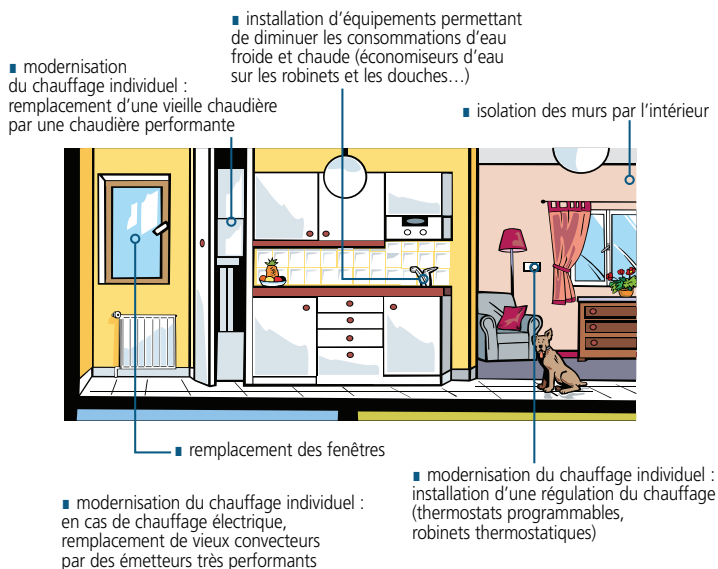 ■ installation d'équipements permettant
de diminuer les consommations d'eau
froide et chaude (économiseurs d'eau
sur les robinets et les douches…)
■ modernisation
du chauffage individuel :
remplacement d'une vieille chaudière
par une chaudière performante
■ isolation des murs par l'intérieur
■ remplacement des fenêtres
■ modernisation du chauffage individuel :
installation d'une régulation du chauffage
(thermostats programmables,
robinets thermostatiques)
■ modernisation du chauffage individuel :
en cas de chauffage électrique,
remplacement de vieux convecteurs
par des émetteurs très performants